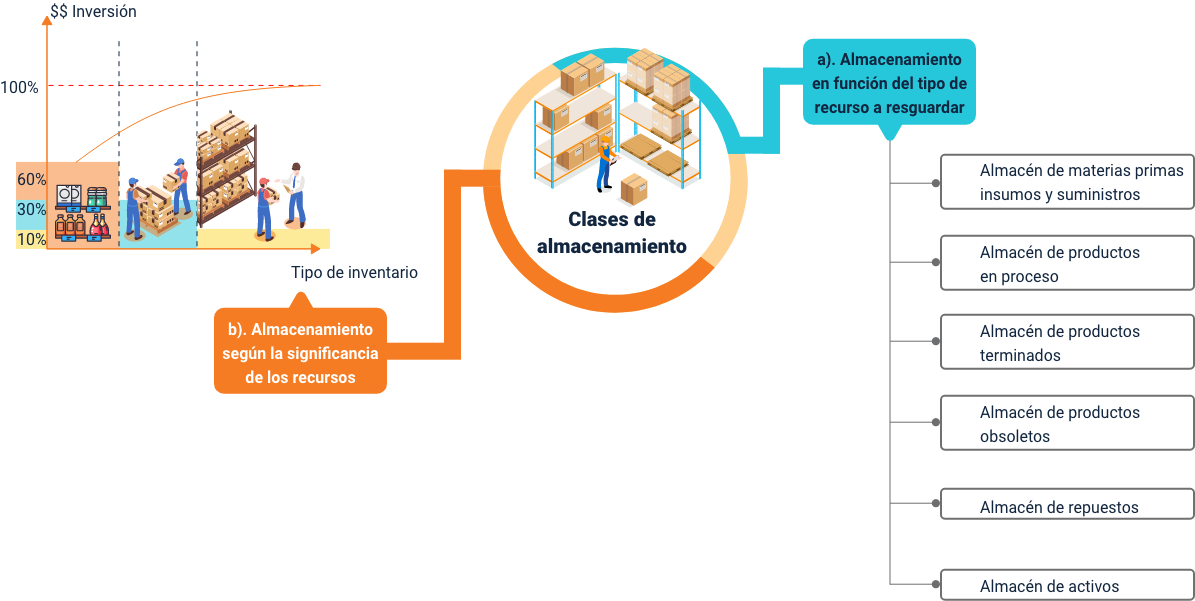 $$ Inversión
100%
60%
30%
10%
Tipo de inventario
b). Almacenamiento
según la significancia
de los recursos
Clases de
almacenamiento
a). Almacenamiento
en función del tipo de
recurso a resguardar
Almacén de materias primas
insumos y suministros
Almacén de productos
en proceso
Almacén de productos
terminados
Almacén de productos
obsoletos
Almacén de repuestos
Almacén de activos